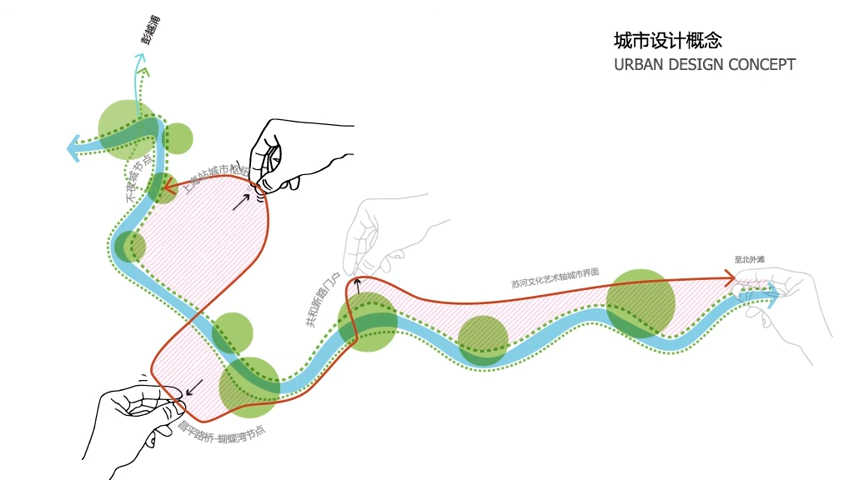 城市设计概念
URBAN DESIGN CONCEPT
彭越浦
不夜城节点
上海站城市枢纽
共和新路门户
苏河文化艺术轴城市界面
至北外滩
昌平路桥-蝴蝶湾节点